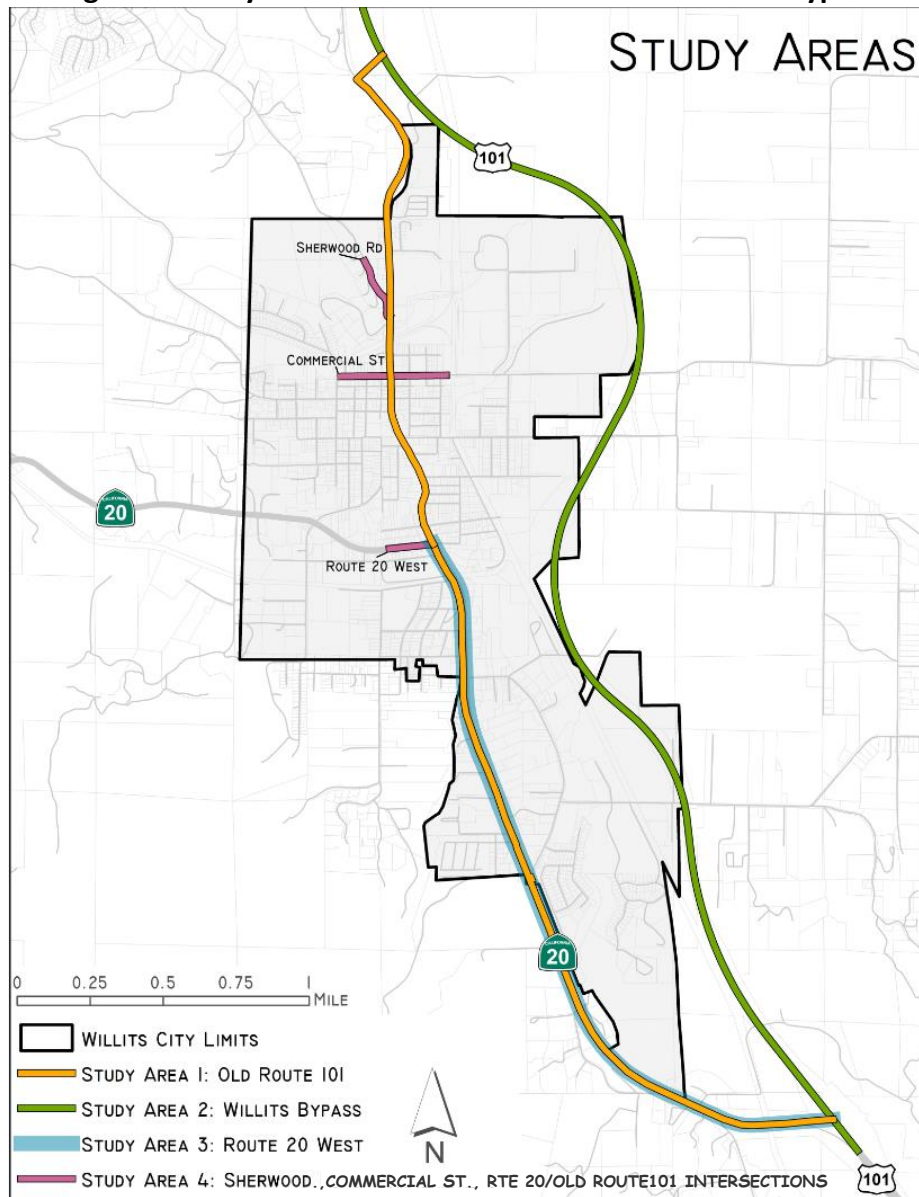 STUDY AREAS
101
SHERWOOD RD
COMMERCIAL ST
CALIFORNIA
20
ROUTE 20 WEST
CALIFORNIA
20
0 0.25 0.5 0.75 1
MILE
WILLITS CITY LIMITS
STUDY AREA 1: OLD ROUTE 101
STUDY AREA 2: WILLITS BYPASS
STUDY AREA 3: ROUTE 20 WEST
STUDY AREA 4: SHERWOOD.,COMMERCIAL ST., RTE 20/OLD ROUTE101 INTERSECTIONS
N
101